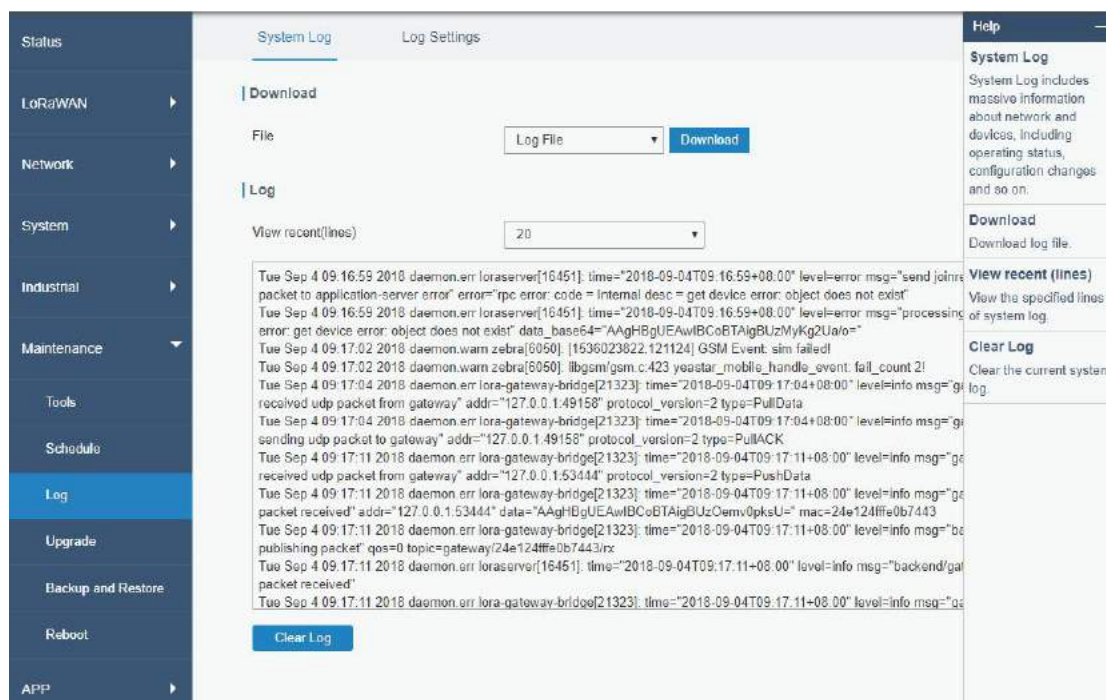 Status
LoRaWAN
Network
System
Industrial
Maintenance
Tools
Schedule
Log
Upgrade
Backup and Restore
Reboot
APP
System Log
Log Settings
Download
File
Log File
Download
Log
View recent(lines)
20
Tue Sep 4 09:16:59 2018 daemon.err loraserver[16451]: time="2018-09-04T09:16:59+08:00" level=error msg="send joinre
packet to application-server error" error="rpc error: code = Internal desc = get device error: object does not exist"
Tue Sep 4 09:16:59 2018 daemon.err loraserver[16451]: time="2018-09-04T09:16:59+08:00" level=error msg="processing
error: get device error: object does not exist" data_base64="AAgHBgUEAwIBCoBTAigBUzMyKg2Ua/o="
Tue Sep 4 09:17:02 2018 daemon.warn zebra[6050]: [1536023822.121124] GSM Event: sim failed!
Tue Sep 4 09:17:02 2018 daemon.warn zebra[6050]: libgsm/gsm.c:423 yeastar_mobile_handle_event: fail_count 2!
Tue Sep 4 09:17:04 2018 daemon.err lora-gateway-bridge[21323]: time="2018-09-04T09:17:04+08:00" level=info msg="ga
received udp packet from gateway" addr="127.0.0.1:49158" protocol_version=2 type=PullData
Tue Sep 4 09:17:04 2018 daemon.err lora-gateway-bridge[21323]: time="2018-09-04T09:17:04+08:00" level=info msg="ga
sending udp packet to gateway" addr="127.0.0.1:49158" protocol_version=2 type=PullACK
Tue Sep 4 09:17:11 2018 daemon.err lora-gateway-bridge[21323]: time="2018-09-04T09:17:11+08:00" level=info msg="ga
received udp packet from gateway" addr="127.0.0.1:53444" protocol_version=2 type=PushData
Tue Sep 4 09:17:11 2018 daemon.err lora-gateway-bridge[21323]: time="2018-09-04T09:17:11+08:00" level=info msg="ga
packet received" addr="127.0.0.1:53444" data="AAgHBgUEAwIBCoBTAigBUzOemv0pksU=" mac=24e124fffe0b7443
Tue Sep 4 09:17:11 2018 daemon.err lora-gateway-bridge[21323]: time="2018-09-04T09:17:11+08:00" level=info msg="ba
publishing packet" qos=0 topic=gateway/24e124fffe0b7443/rx
Tue Sep 4 09:17:11 2018 daemon.err loraserver[16451]: time="2018-09-04T09:17:11+08:00" level=info msg="backend/gat
packet received"
Tue Sep 4 09:17:11 2018 daemon.err lora-gateway-bridge[21323]: time="2018-09-04T09:17:11+08:00" level=info msg="ga
Clear Log
Help
System Log
System Log includes
massive information
about network and
devices, including
operating status,
configuration changes
and so on.
Download
Download log file.
View recent (lines)
View the specified lines
of system log.
Clear Log
Clear the current system
log.